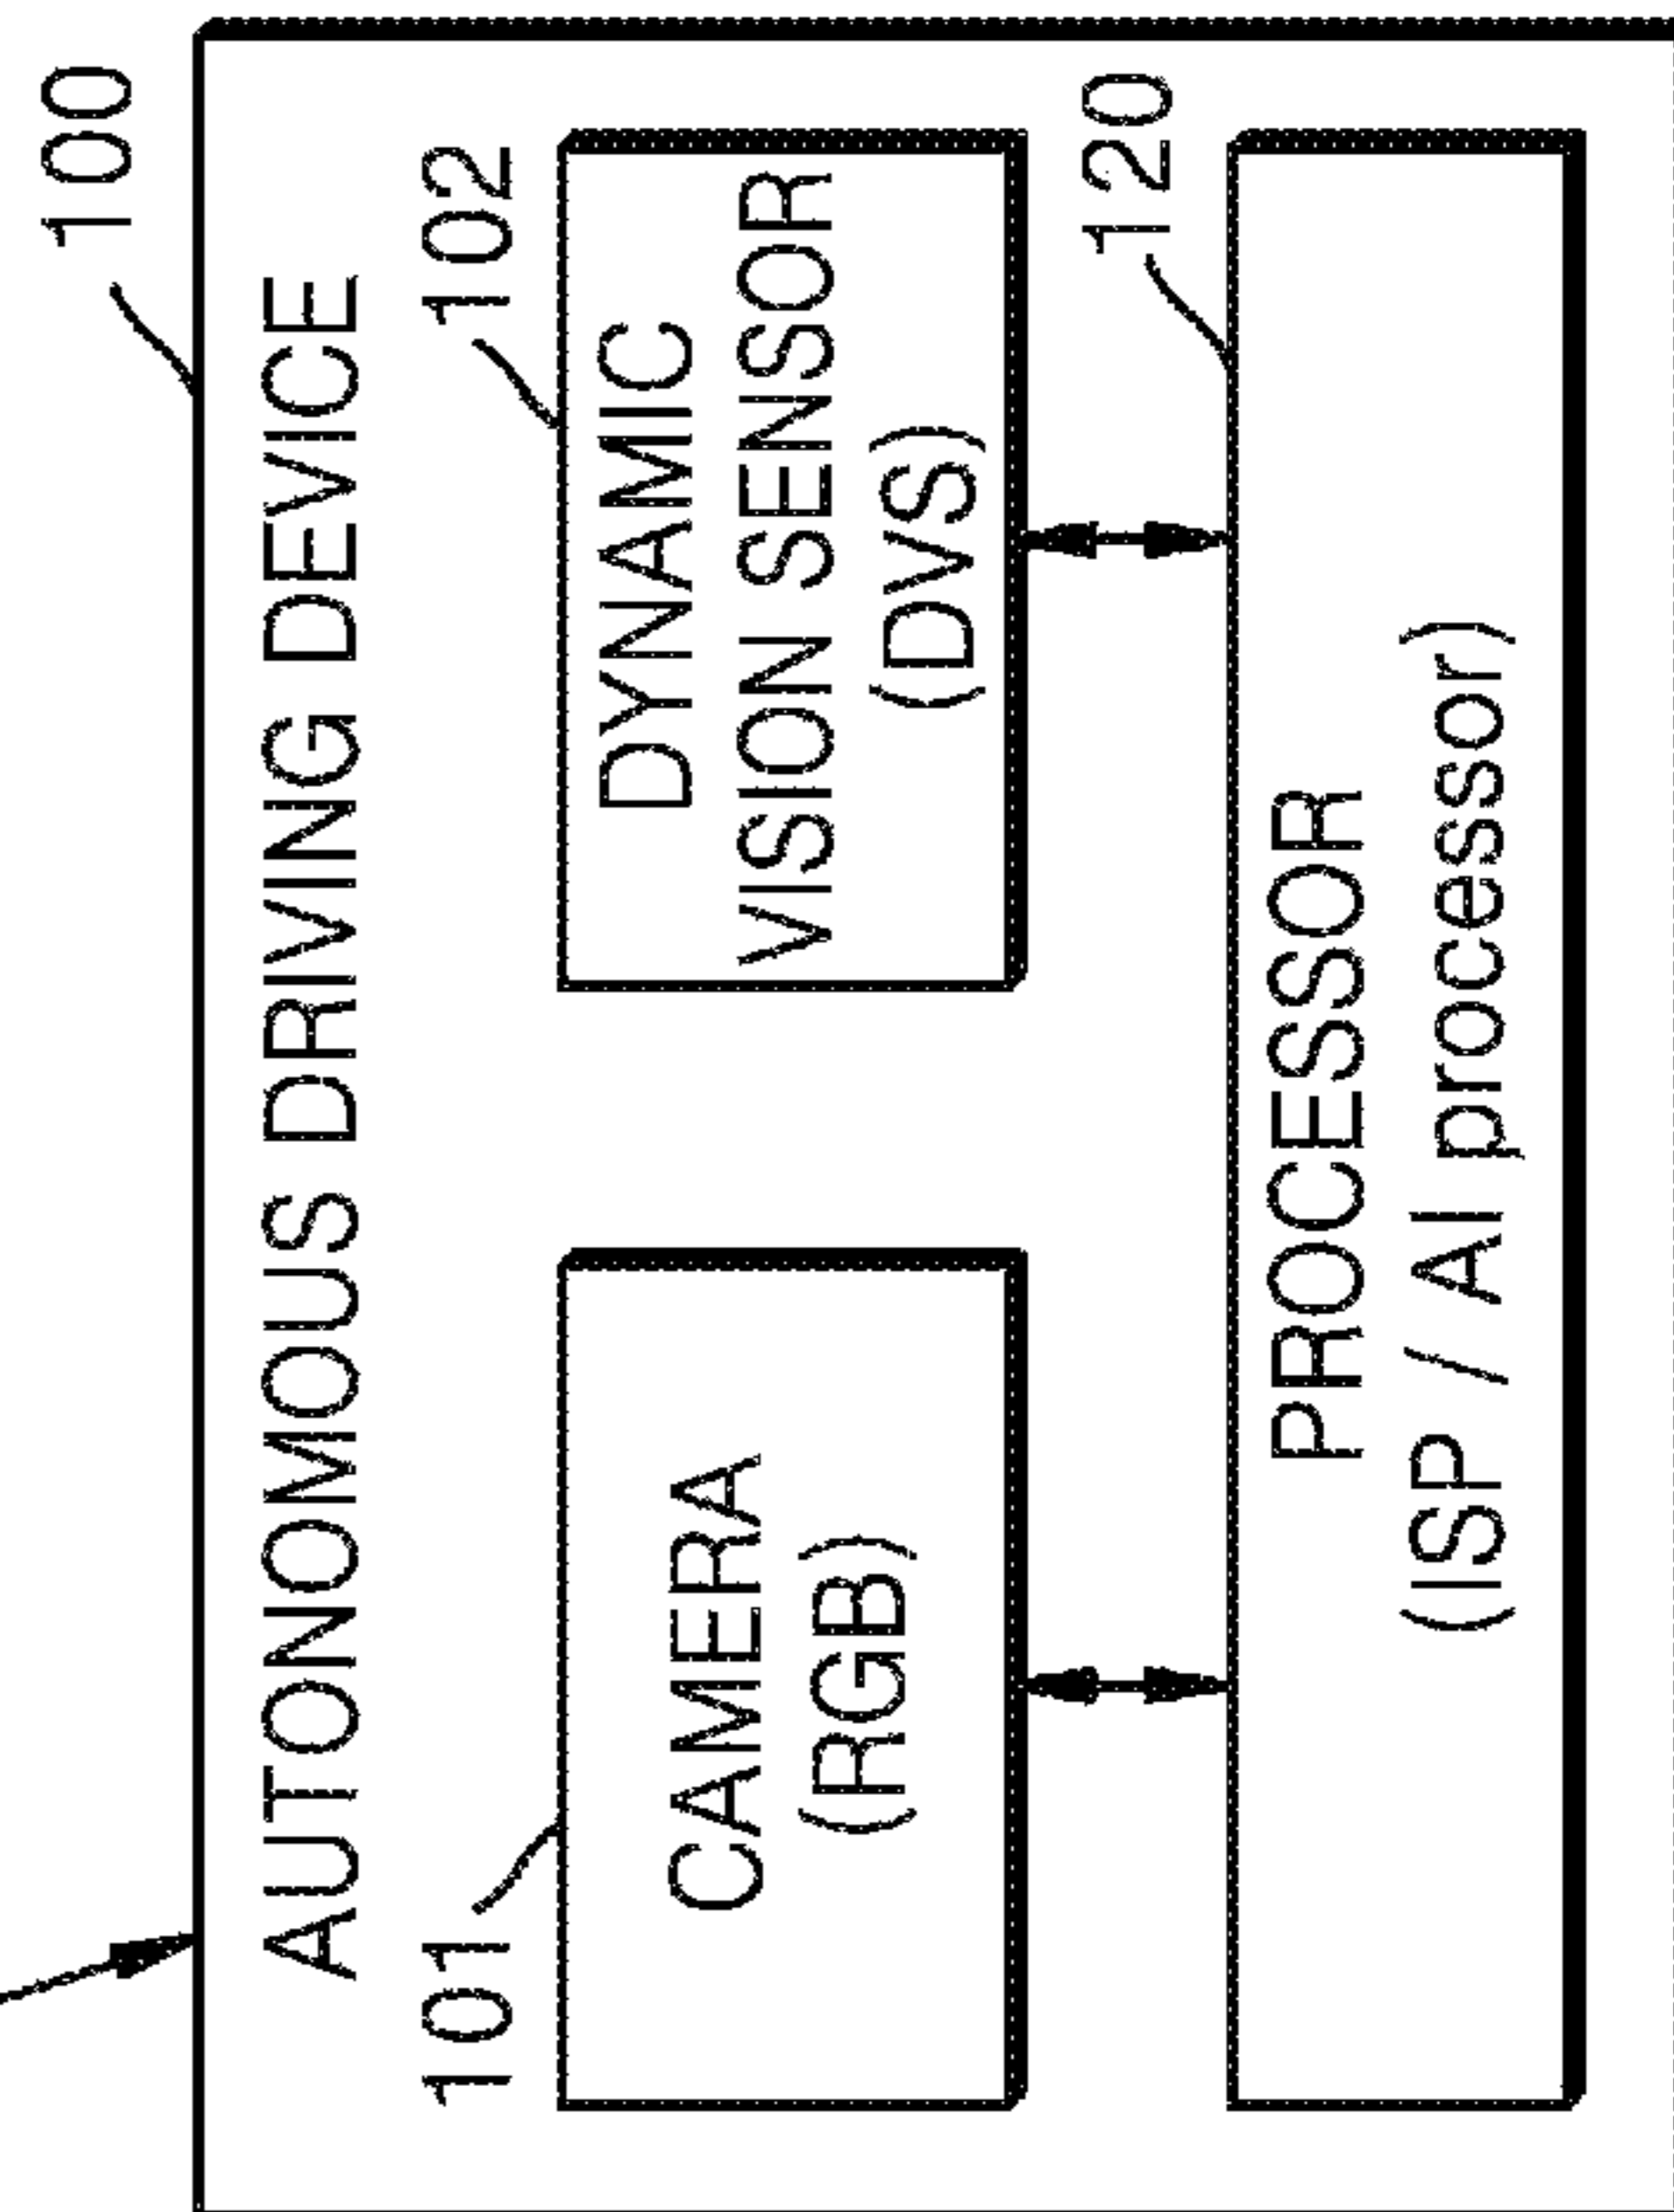 100
AUTONOMOUS DRIVING DEVICE
101
102
CAMERA
(RGB)
DYNAMIC
VISION SENSOR
(DVS)
120
PROCESSOR
(ISP / AI processor)